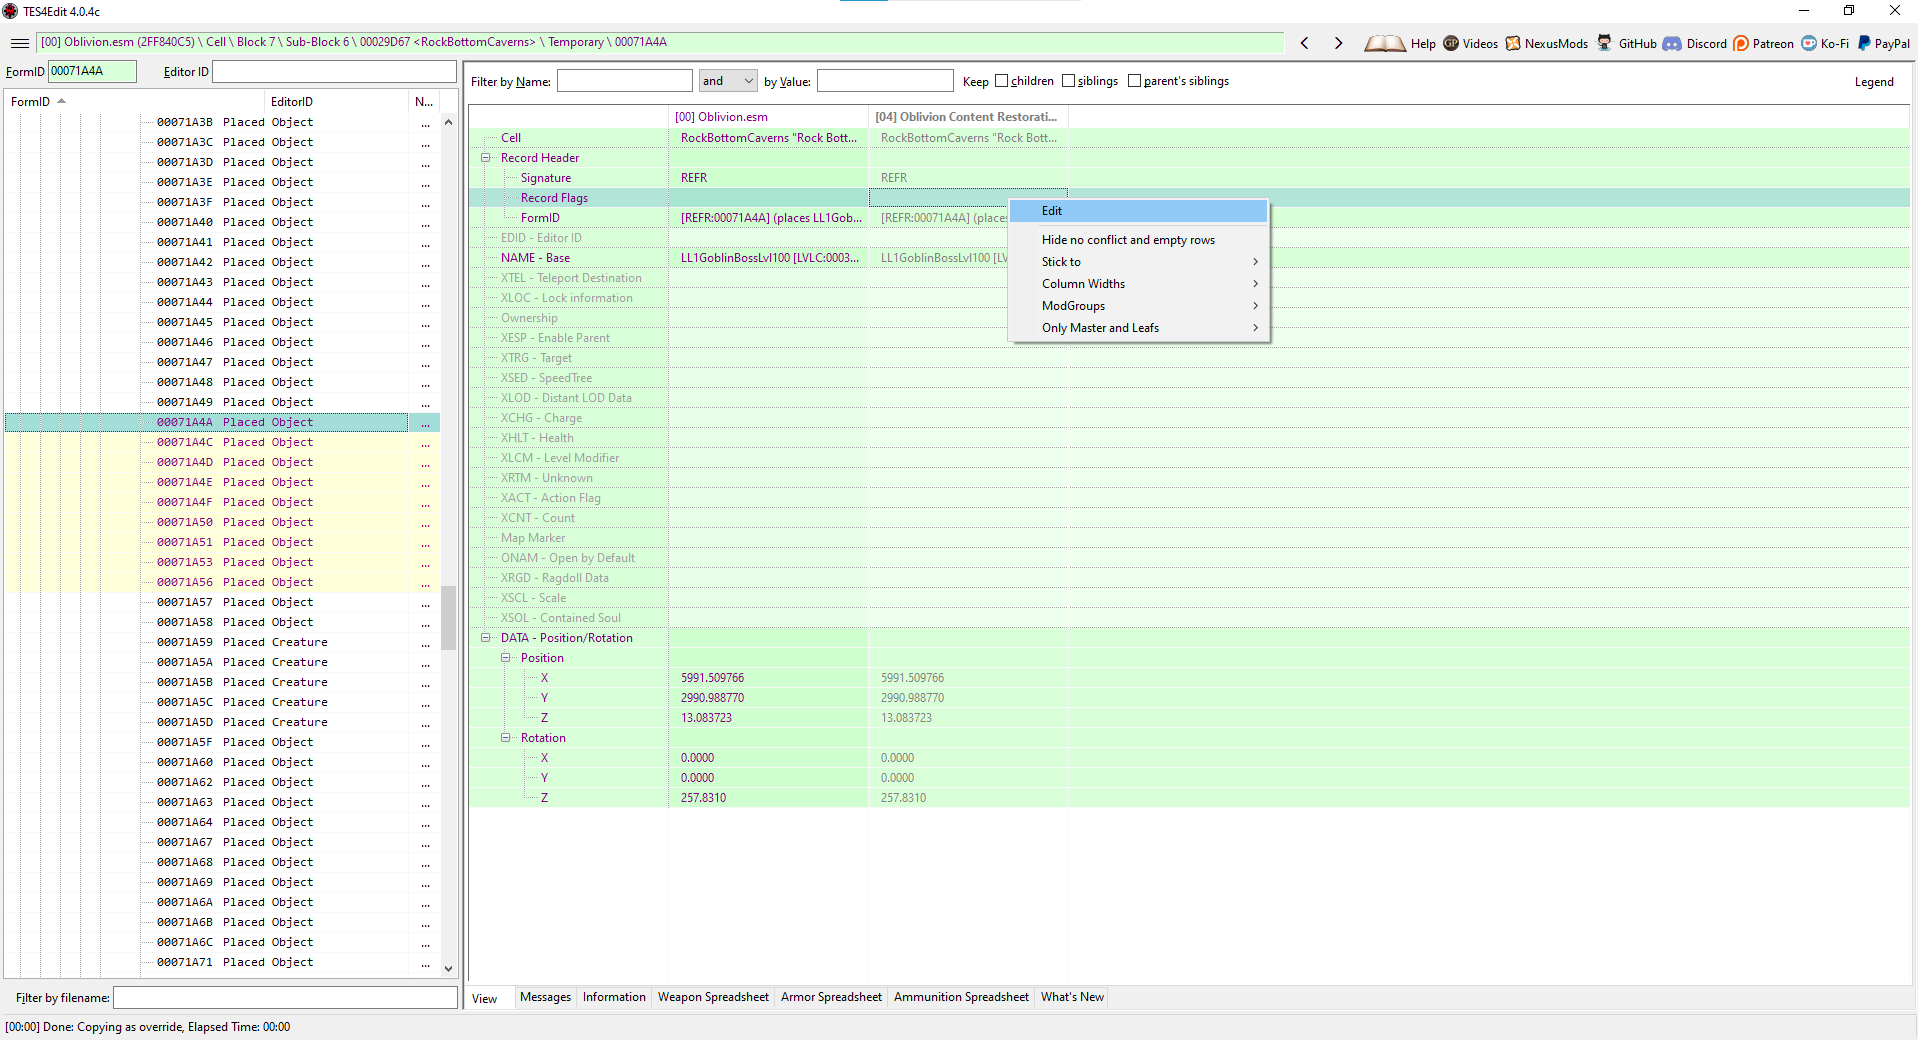 TES4Edit 4.0.4c
[00] Oblivion.esm (2FF840C5) \ Cell \ Block 7 \ Sub-Block 6 \ 00029D67 <RockBottomCaverns> \ Temporary \ 00071A4A
Help Videos NexusMods GitHub Discord Patreon Ko-Fi PayPal
FormID 00071A4A Editor ID
Filter by Name: and by Value: Keep children siblings parent's siblings Legend
FormID EditorID N...
00071A3B Placed Object ...
00071A3C Placed Object ...
00071A3D Placed Object ...
00071A3E Placed Object ...
00071A3F Placed Object ...
00071A40 Placed Object ...
00071A41 Placed Object ...
00071A42 Placed Object ...
00071A43 Placed Object ...
00071A44 Placed Object ...
00071A45 Placed Object ...
00071A46 Placed Object ...
00071A47 Placed Object ...
00071A48 Placed Object ...
00071A49 Placed Object ...
00071A4A Placed Object ...
00071A4C Placed Object ...
00071A4D Placed Object ...
00071A4E Placed Object ...
00071A4F Placed Object ...
00071A50 Placed Object ...
00071A51 Placed Object ...
00071A53 Placed Object ...
00071A56 Placed Object ...
00071A57 Placed Object ...
00071A58 Placed Object ...
00071A59 Placed Creature ...
00071A5A Placed Creature ...
00071A5B Placed Creature ...
00071A5C Placed Creature ...
00071A5D Placed Creature ...
00071A5F Placed Object ...
00071A60 Placed Object ...
00071A62 Placed Object ...
00071A63 Placed Object ...
00071A64 Placed Object ...
00071A67 Placed Object ...
00071A68 Placed Object ...
00071A69 Placed Object ...
00071A6A Placed Object ...
00071A6B Placed Object ...
00071A6C Placed Object ...
00071A71 Placed Object ...
Filter by filename:
[00] Oblivion.esm [04] Oblivion Content Restorati...
Cell RockBottomCaverns "Rock Bott... RockBottomCaverns "Rock Bott...
Record Header
Signature REFR REFR
Record Flags
FormID [REFR:00071A4A] (places LL1Gob... [REFR:00071A4A] (places
EDID - Editor ID
NAME - Base LL1GoblinBossLvl100 [LVLC:0003... LL1GoblinBossLvl100 [LV
XTEL - Teleport Destination
XLOC - Lock information
Ownership
XESP - Enable Parent
XTRG - Target
XSED - SpeedTree
XLOD - Distant LOD Data
XCHG - Charge
XHLT - Health
XLCM - Level Modifier
XRTM - Unknown
XACT - Action Flag
XCNT - Count
Map Marker
ONAM - Open by Default
XRGD - Ragdoll Data
XSCL - Scale
XSOL - Contained Soul
DATA - Position/Rotation
Position
X 5991.509766 5991.509766
Y 2990.988770 2990.988770
Z 13.083723 13.083723
Rotation
X 0.0000 0.0000
Y 0.0000 0.0000
Z 257.8310 257.8310
Edit
Hide no conflict and empty rows
Stick to
Column Widths
ModGroups
Only Master and Leafs
View Messages Information Weapon Spreadsheet Armor Spreadsheet Ammunition Spreadsheet What's New
[00:00] Done: Copying as override, Elapsed Time: 00:00